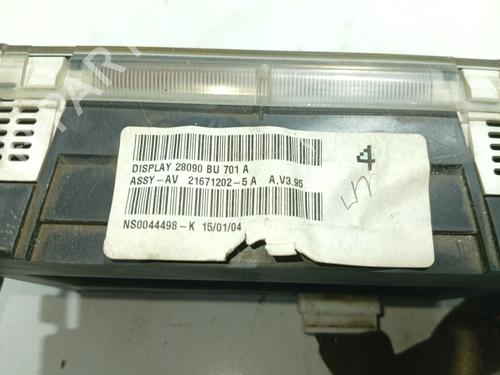 DISPLAY 28090 BU 701 A
ASSY-AV 21671202-5 A A,V3.95
NS0044498-K 15/01/04
4